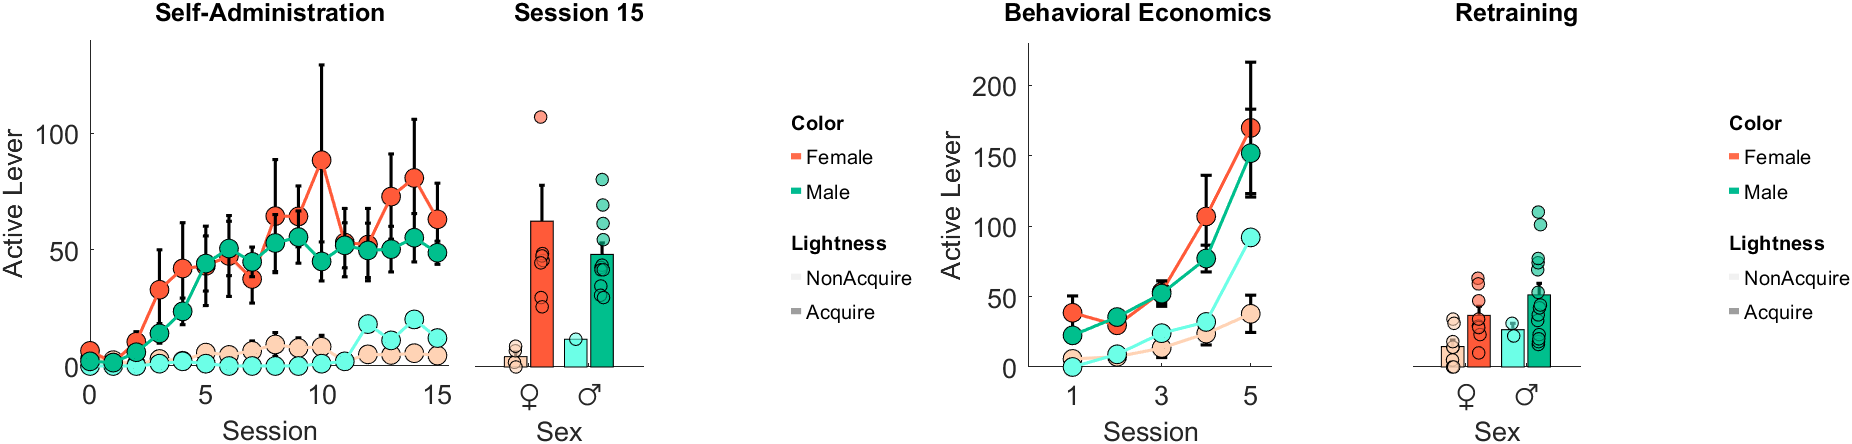 Self-Administration
Session 15
Behavioral Economics
Retraining
Active Lever
100
50
0
0
5
10
15
Session
♀
♂
Sex
Color
Female
Male
Lightness
NonAcquire
Acquire
Active Lever
200
150
100
50
0
1
3
5
Session
♀
♂
Sex
Color
Female
Male
Lightness
NonAcquire
Acquire